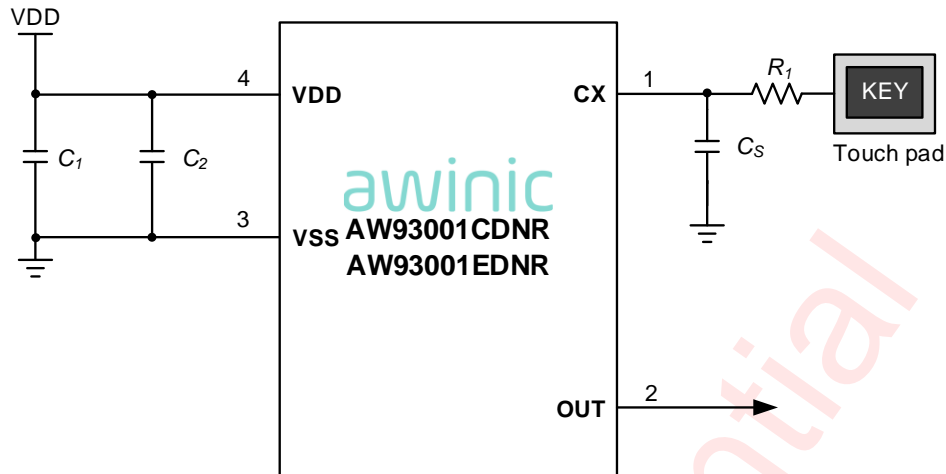 VDD
4
VDD
CX
1
R1
KEY
C1
C2
CS
Touch pad
awinic
3
VSS
AW93001CDNR
AW93001EDNR
OUT
2
ntial